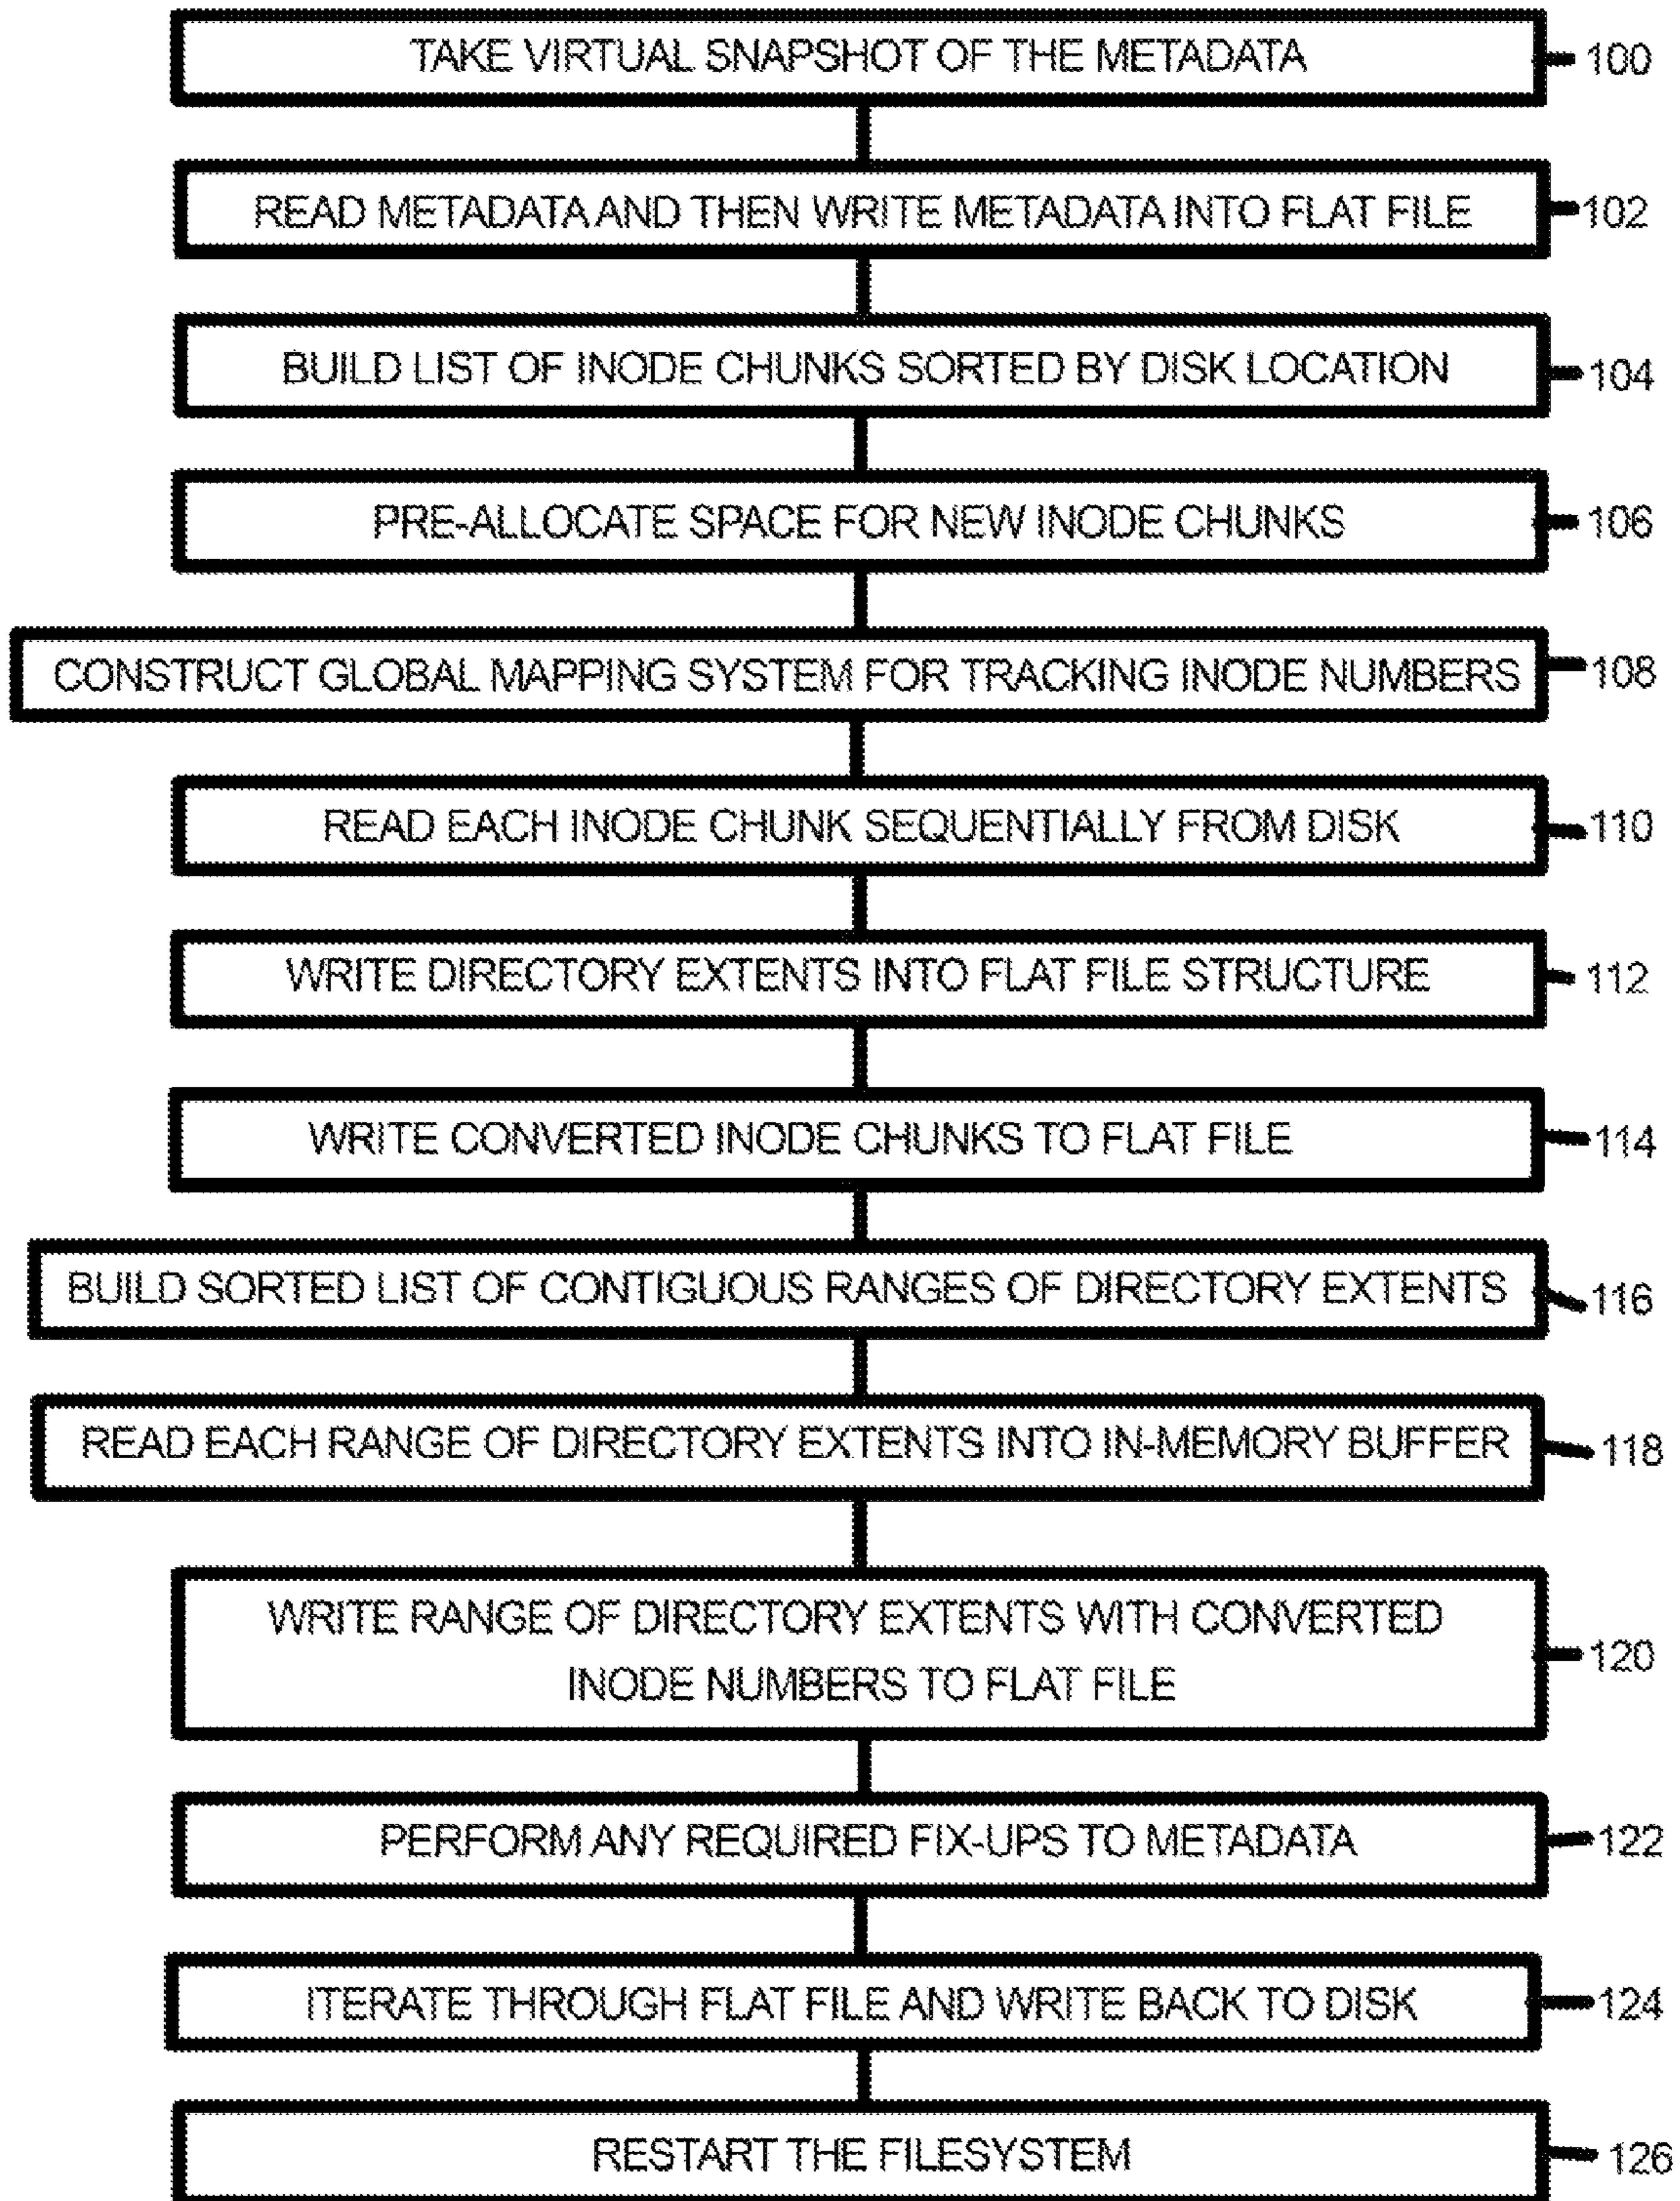 TAKE VIRTUAL SNAPSHOT OF THE METADATA 100
READ METADATA AND THEN WRITE METADATA INTO FLAT FILE 102
BUILD LIST OF INODE CHUNKS SORTED BY DISK LOCATION 104
PRE-ALLOCATE SPACE FOR NEW INODE CHUNKS 106
CONSTRUCT GLOBAL MAPPING SYSTEM FOR TRACKING INODE NUMBERS 108
READ EACH INODE CHUNK SEQUENTIALLY FROM DISK 110
WRITE DIRECTORY EXTENTS INTO FLAT FILE STRUCTURE 112
WRITE CONVERTED INODE CHUNKS TO FLAT FILE 114
BUILD SORTED LIST OF CONTIGUOUS RANGES OF DIRECTORY EXTENTS 116
READ EACH RANGE OF DIRECTORY EXTENTS INTO IN-MEMORY BUFFER 118
WRITE RANGE OF DIRECTORY EXTENTS WITH CONVERTED
INODE NUMBERS TO FLAT FILE 120
PERFORM ANY REQUIRED FIX-UPS TO METADATA 122
ITERATE THROUGH FLAT FILE AND WRITE BACK TO DISK 124
RESTART THE FILESYSTEM 126